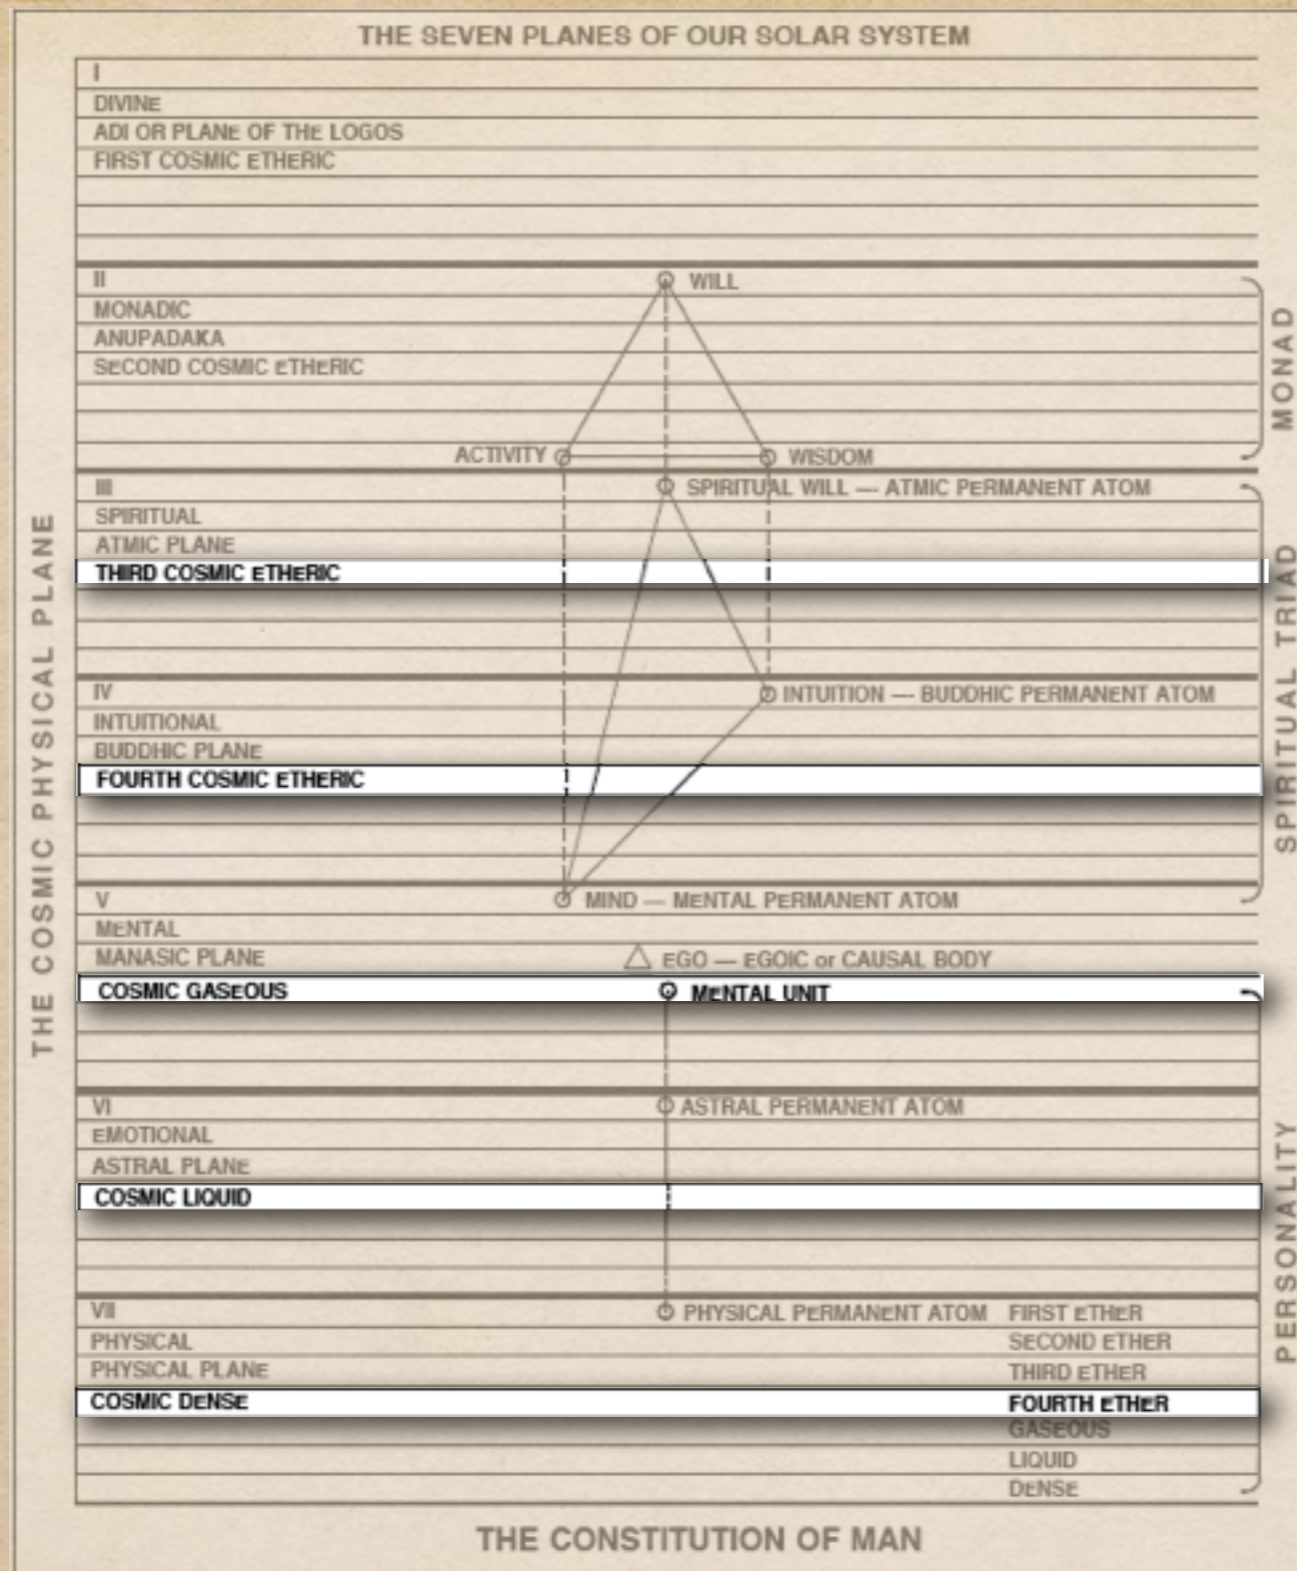 THE SEVEN PLANES OF OUR SOLAR SYSTEM
I
DIVINE
ADI OR PLANE OF THE LOGOS
FIRST COSMIC ETHERIC
II
WILL
MONADIC
ANUPADAKA
SECOND COSMIC ETHERIC
ACTIVITY
WISDOM
MONAD
III
SPIRITUAL WILL — ATMIC PERMANENT ATOM
SPIRITUAL
ATMIC PLANE
THIRD COSMIC ETHERIC
IV
INTUITION — BUDDHIC PERMANENT ATOM
INTUITIONAL
BUDDHIC PLANE
FOURTH COSMIC ETHERIC
SPIRITUAL TRIAD
THE COSMIC PHYSICAL PLANE
V
MIND — MENTAL PERMANENT ATOM
MENTAL
MANASIC PLANE
EGO — EGOIC or CAUSAL BODY
COSMIC GASEOUS
MENTAL UNIT
VI
ASTRAL PERMANENT ATOM
EMOTIONAL
ASTRAL PLANE
COSMIC LIQUID
PERSONALITY
VII
PHYSICAL PERMANENT ATOM
FIRST ETHER
PHYSICAL
SECOND ETHER
PHYSICAL PLANE
THIRD ETHER
COSMIC DENSE
FOURTH ETHER
GASEOUS
LIQUID
DENSE
THE CONSTITUTION OF MAN